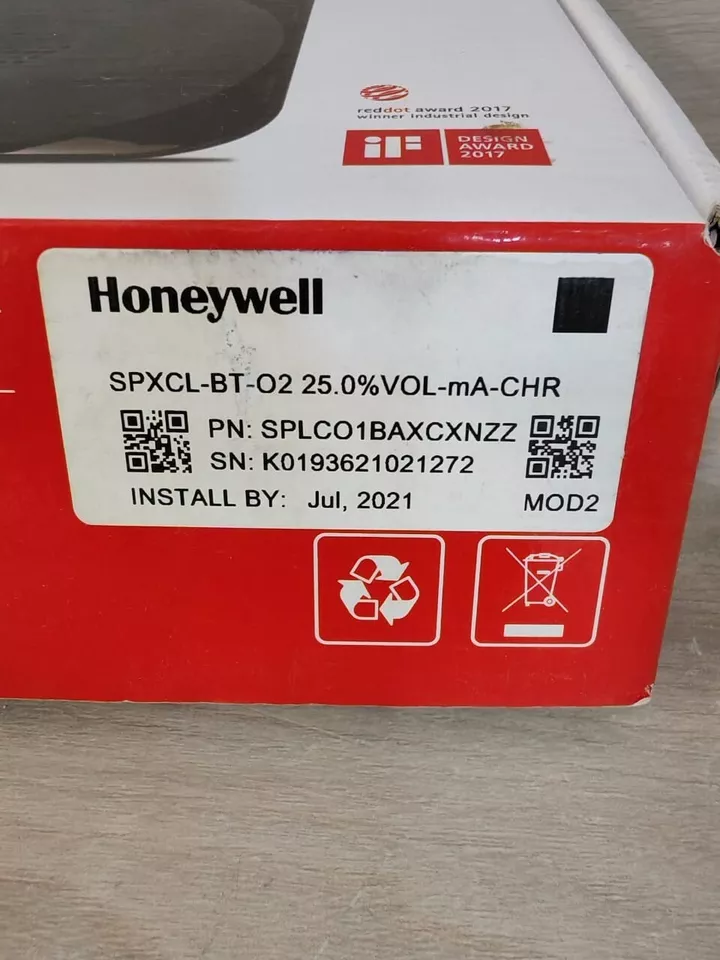 reddot award 2017
winner industrial design
iF
DESIGN
AWARD
2017
Honeywell
SPXCL-BT-O2 25.0%VOL-mA-CHR
PN: SPLCO1BAXCXNZZ
SN: K0193621021272
INSTALL BY: Jul, 2021
MOD2